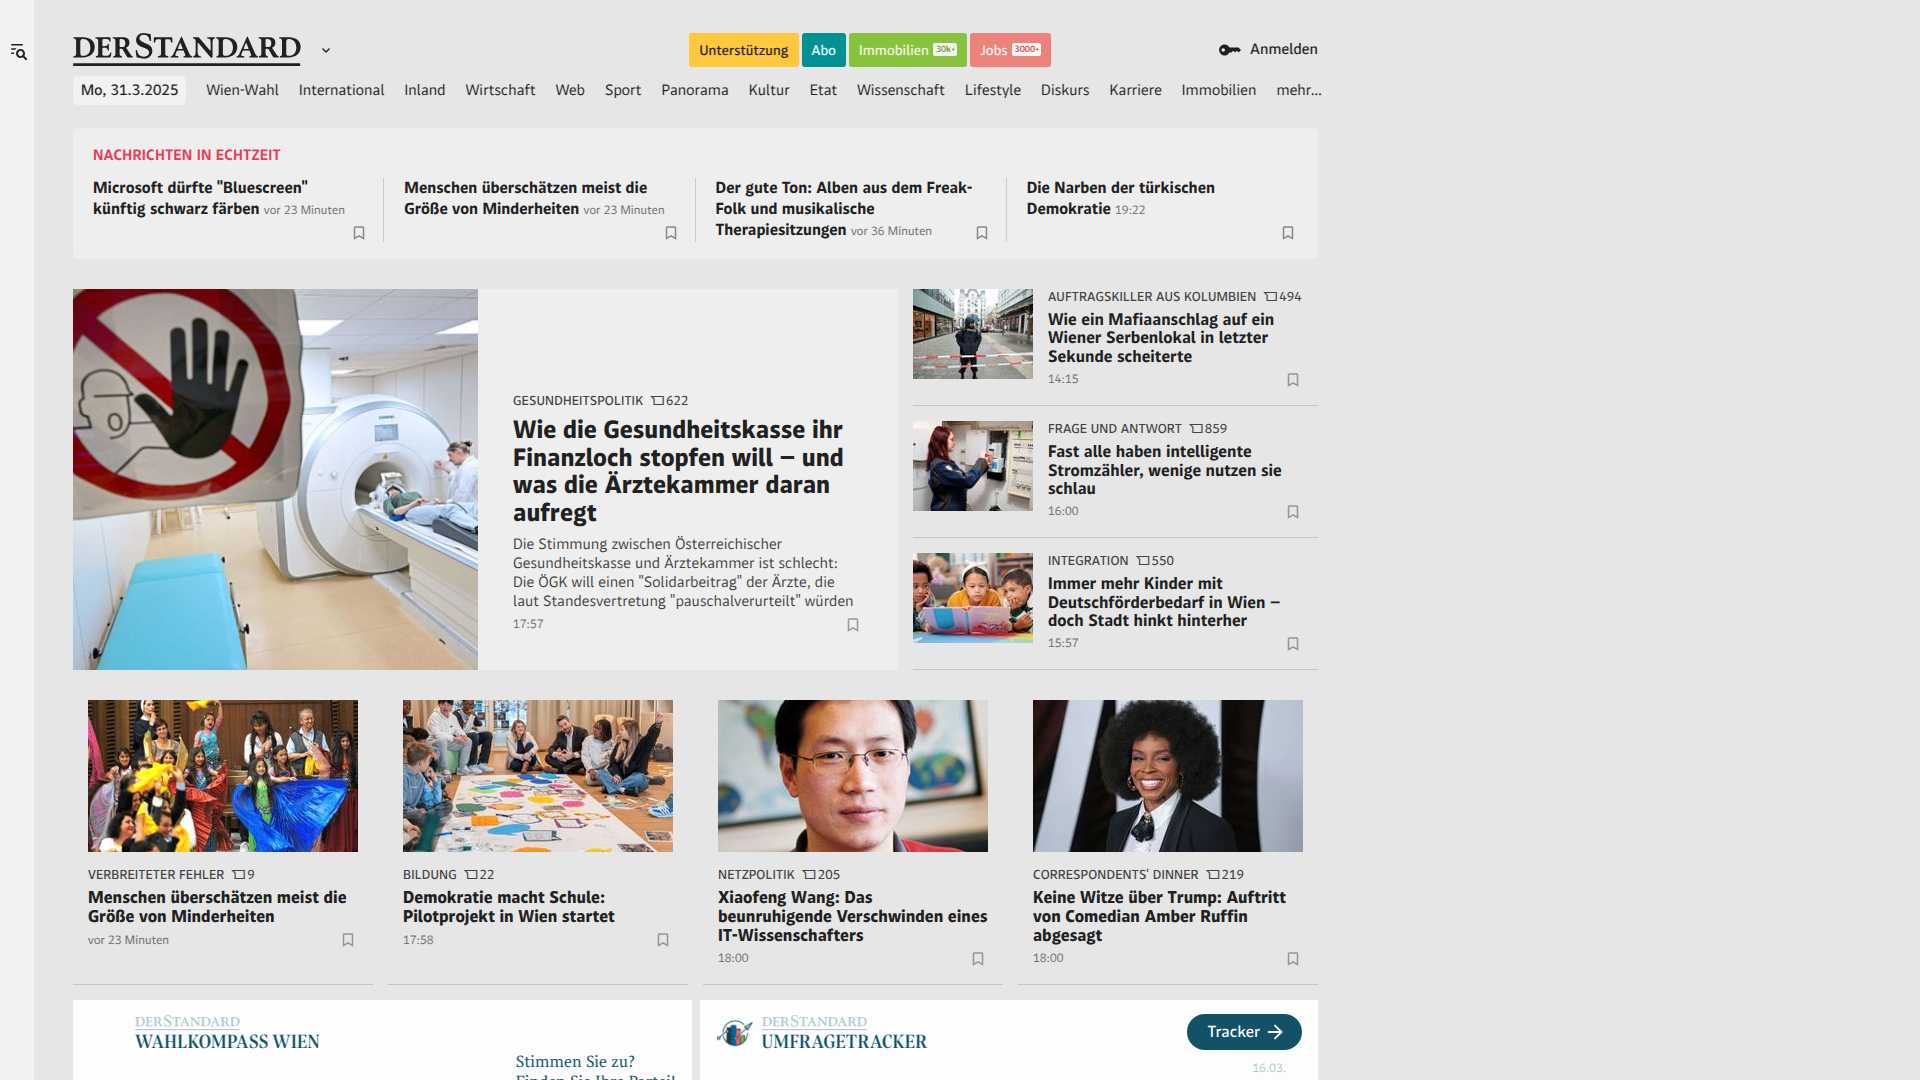 DERSTANDARD
Unterstützung
Abo
Immobilien 30k+
Jobs 3000+
Anmelden
Mo, 31.3.2025
Wien-Wahl
International
Inland
Wirtschaft
Web
Sport
Panorama
Kultur
Etat
Wissenschaft
Lifestyle
Diskurs
Karriere
Immobilien
mehr...
NACHRICHTEN IN ECHTZEIT
Microsoft dürfte "Bluescreen"
künftig schwarz färben vor 23 Minuten
Menschen überschätzen meist die
Größe von Minderheiten vor 23 Minuten
Der gute Ton: Alben aus dem Freak-
Folk und musikalische
Therapiesitzungen vor 36 Minuten
Die Narben der türkischen
Demokratie 19:22
GESUNDHEITSPOLITIK 622
Wie die Gesundheitskasse ihr
Finanzloch stopfen will – und
was die Ärztekammer daran
aufregt
Die Stimmung zwischen Österreichischer
Gesundheitskasse und Ärztekammer ist schlecht:
Die ÖGK will einen "Solidarbeitrag" der Ärzte, die
laut Standesvertretung "pauschalverurteilt" würden
17:57
AUFTRAGSKILLER AUS KOLUMBIEN 494
Wie ein Mafiaanschlag auf ein
Wiener Serbenlokal in letzter
Sekunde scheiterte
14:15
FRAGE UND ANTWORT 859
Fast alle haben intelligente
Stromzähler, wenige nutzen sie
schlau
16:00
INTEGRATION 550
Immer mehr Kinder mit
Deutschförderbedarf in Wien –
doch Stadt hinkt hinterher
15:57
VERBREITETER FEHLER 9
Menschen überschätzen meist die
Größe von Minderheiten
vor 23 Minuten
BILDUNG 22
Demokratie macht Schule:
Pilotprojekt in Wien startet
17:58
NETZPOLITIK 205
Xiaofeng Wang: Das
beunruhigende Verschwinden eines
IT-Wissenschafters
18:00
CORRESPONDENTS' DINNER 219
Keine Witze über Trump: Auftritt
von Comedian Amber Ruffin
abgesagt
18:00
DERSTANDARD
WAHLKOMPASS WIEN
Stimmen Sie zu?
Finden Sie Ihre Partei!
DERSTANDARD
UMFRAGETRACKER
Tracker
16.03.